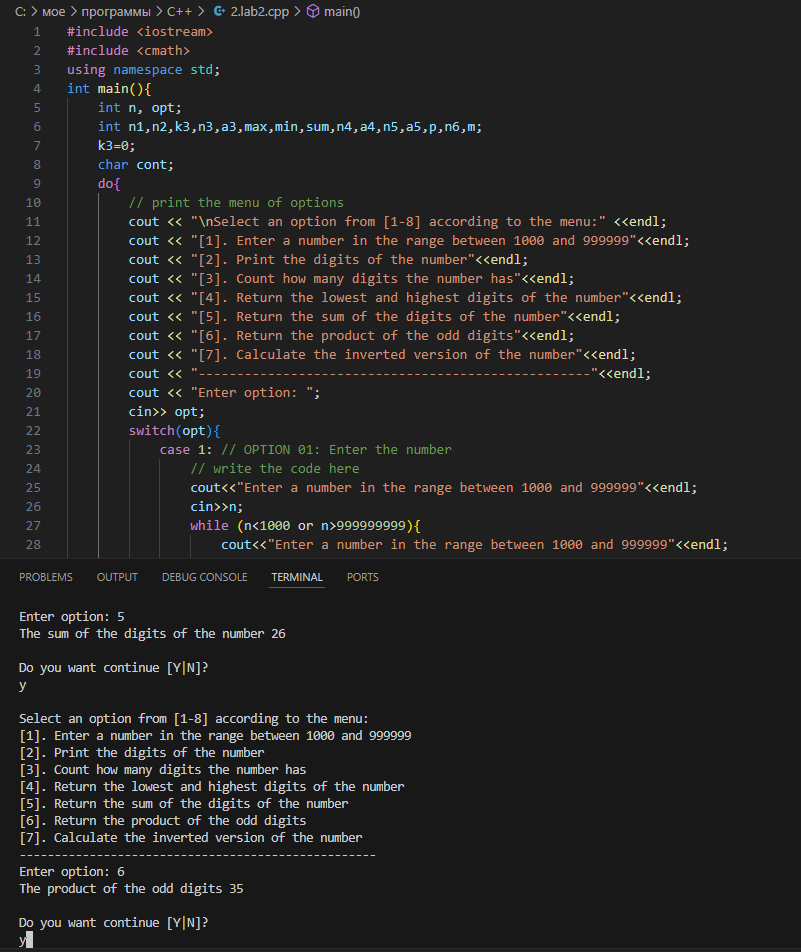 C: > мое > программы > C++ > 2.lab2.cpp > main()
1 #include <iostream>
2 #include <cmath>
3 using namespace std;
4 int main(){
5 int n, opt;
6 int n1,n2,k3,n3,a3,max,min,sum,n4,a4,n5,a5,p,n6,m;
7 k3=0;
8 char cont;
9 do{
10 // print the menu of options
11 cout << "\nSelect an option from [1-8] according to the menu:" <<endl;
12 cout << "[1]. Enter a number in the range between 1000 and 999999"<<endl;
13 cout << "[2]. Print the digits of the number"<<endl;
14 cout << "[3]. Count how many digits the number has"<<endl;
15 cout << "[4]. Return the lowest and highest digits of the number"<<endl;
16 cout << "[5]. Return the sum of the digits of the number"<<endl;
17 cout << "[6]. Return the product of the odd digits"<<endl;
18 cout << "[7]. Calculate the inverted version of the number"<<endl;
19 cout << "---------------------------------------------------"<<endl;
20 cout << "Enter option: ";
21 cin>> opt;
22 switch(opt){
23 case 1: // OPTION 01: Enter the number
24 // write the code here
25 cout<<"Enter a number in the range between 1000 and 999999"<<endl;
26 cin>>n;
27 while (n<1000 or n>999999999){
28 cout<<"Enter a number in the range between 1000 and 999999"<<endl;
PROBLEMS OUTPUT DEBUG CONSOLE TERMINAL PORTS
Enter option: 5
The sum of the digits of the number 26
Do you want continue [Y|N]?
y
Select an option from [1-8] according to the menu:
[1]. Enter a number in the range between 1000 and 999999
[2]. Print the digits of the number
[3]. Count how many digits the number has
[4]. Return the lowest and highest digits of the number
[5]. Return the sum of the digits of the number
[6]. Return the product of the odd digits
[7]. Calculate the inverted version of the number
---------------------------------------------------
Enter option: 6
The product of the odd digits 35
Do you want continue [Y|N]?
y